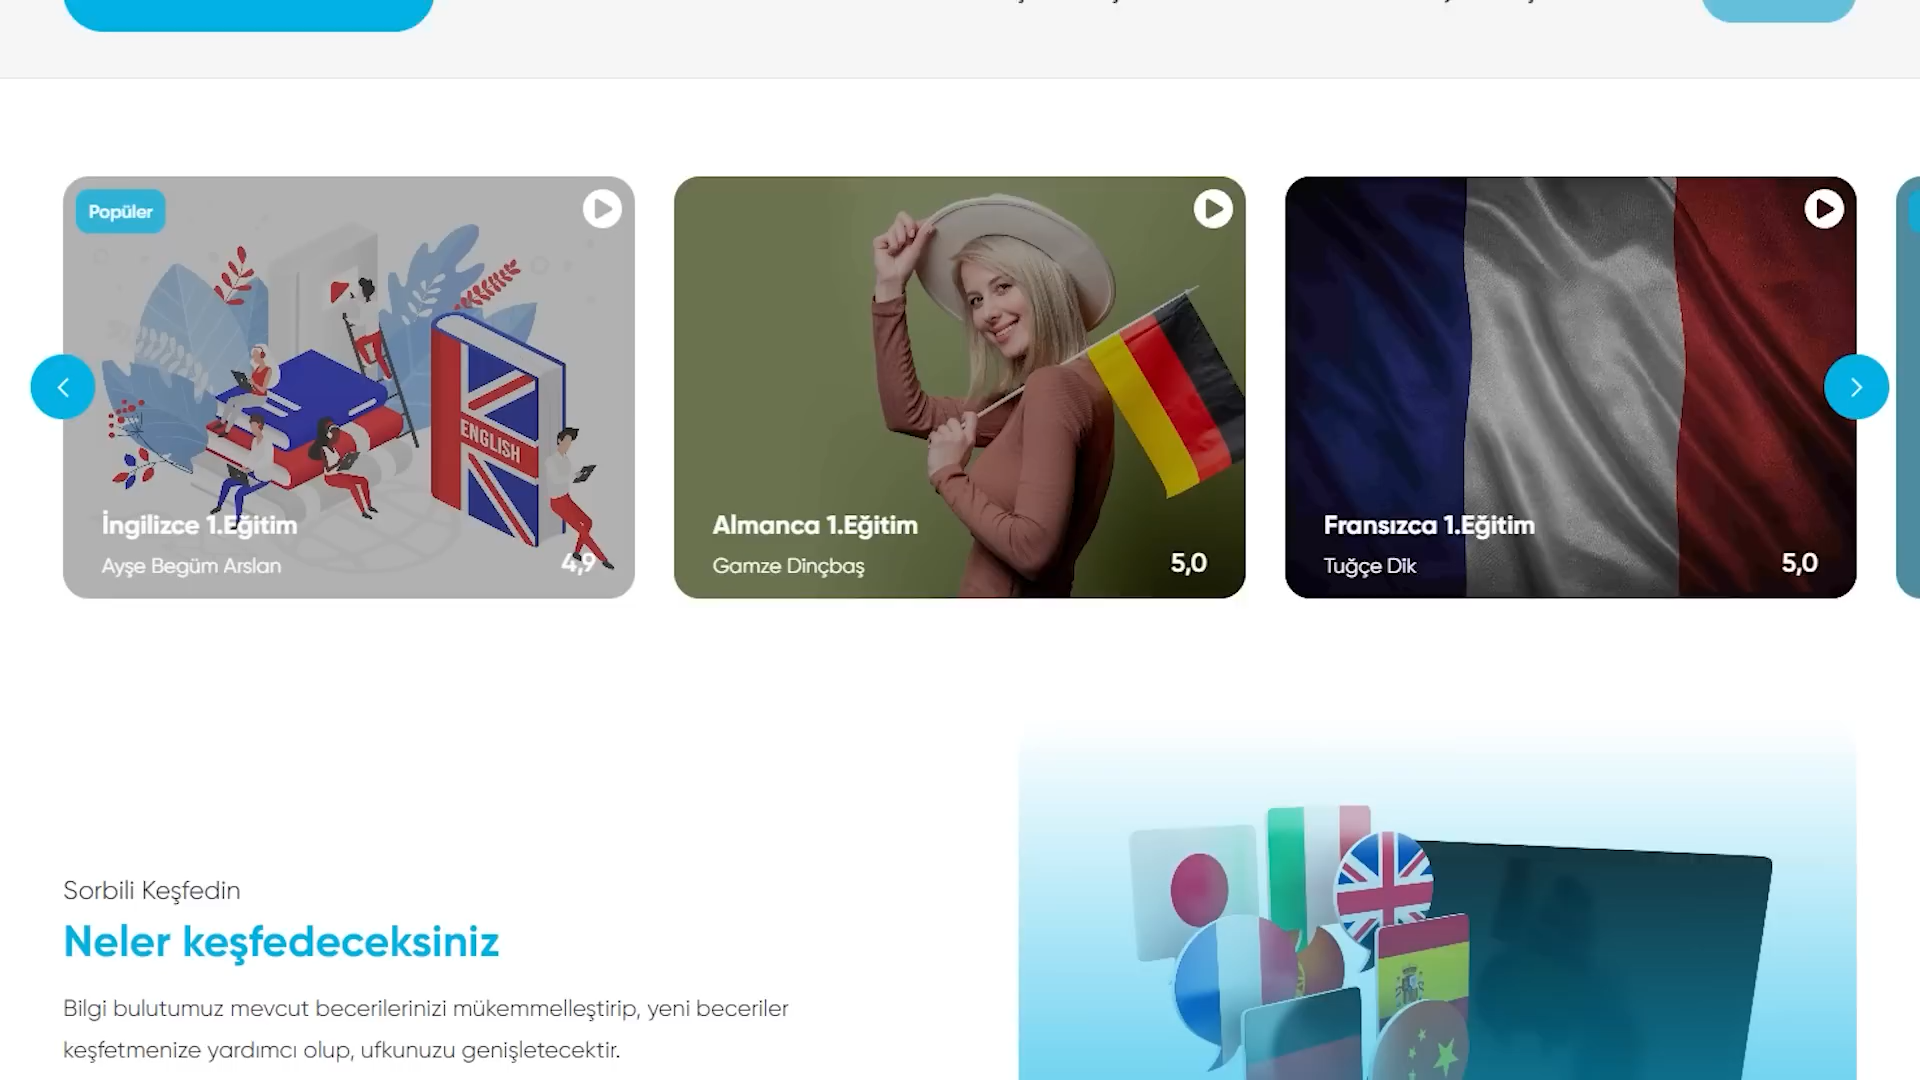 Popüler
ENGLISH
İngilizce 1.Eğitim
Ayşe Begüm Arslan
4,9
Almanca 1.Eğitim
Gamze Dinçbaş
5,0
Fransızca 1.Eğitim
Tuğçe Dik
5,0
Sorbili Keşfedin
Neler keşfedeceksiniz
Bilgi bulutumuz mevcut becerilerinizi mükemmelleştirip, yeni beceriler
keşfetmenize yardımcı olup, ufkunuzu genişletecektir.